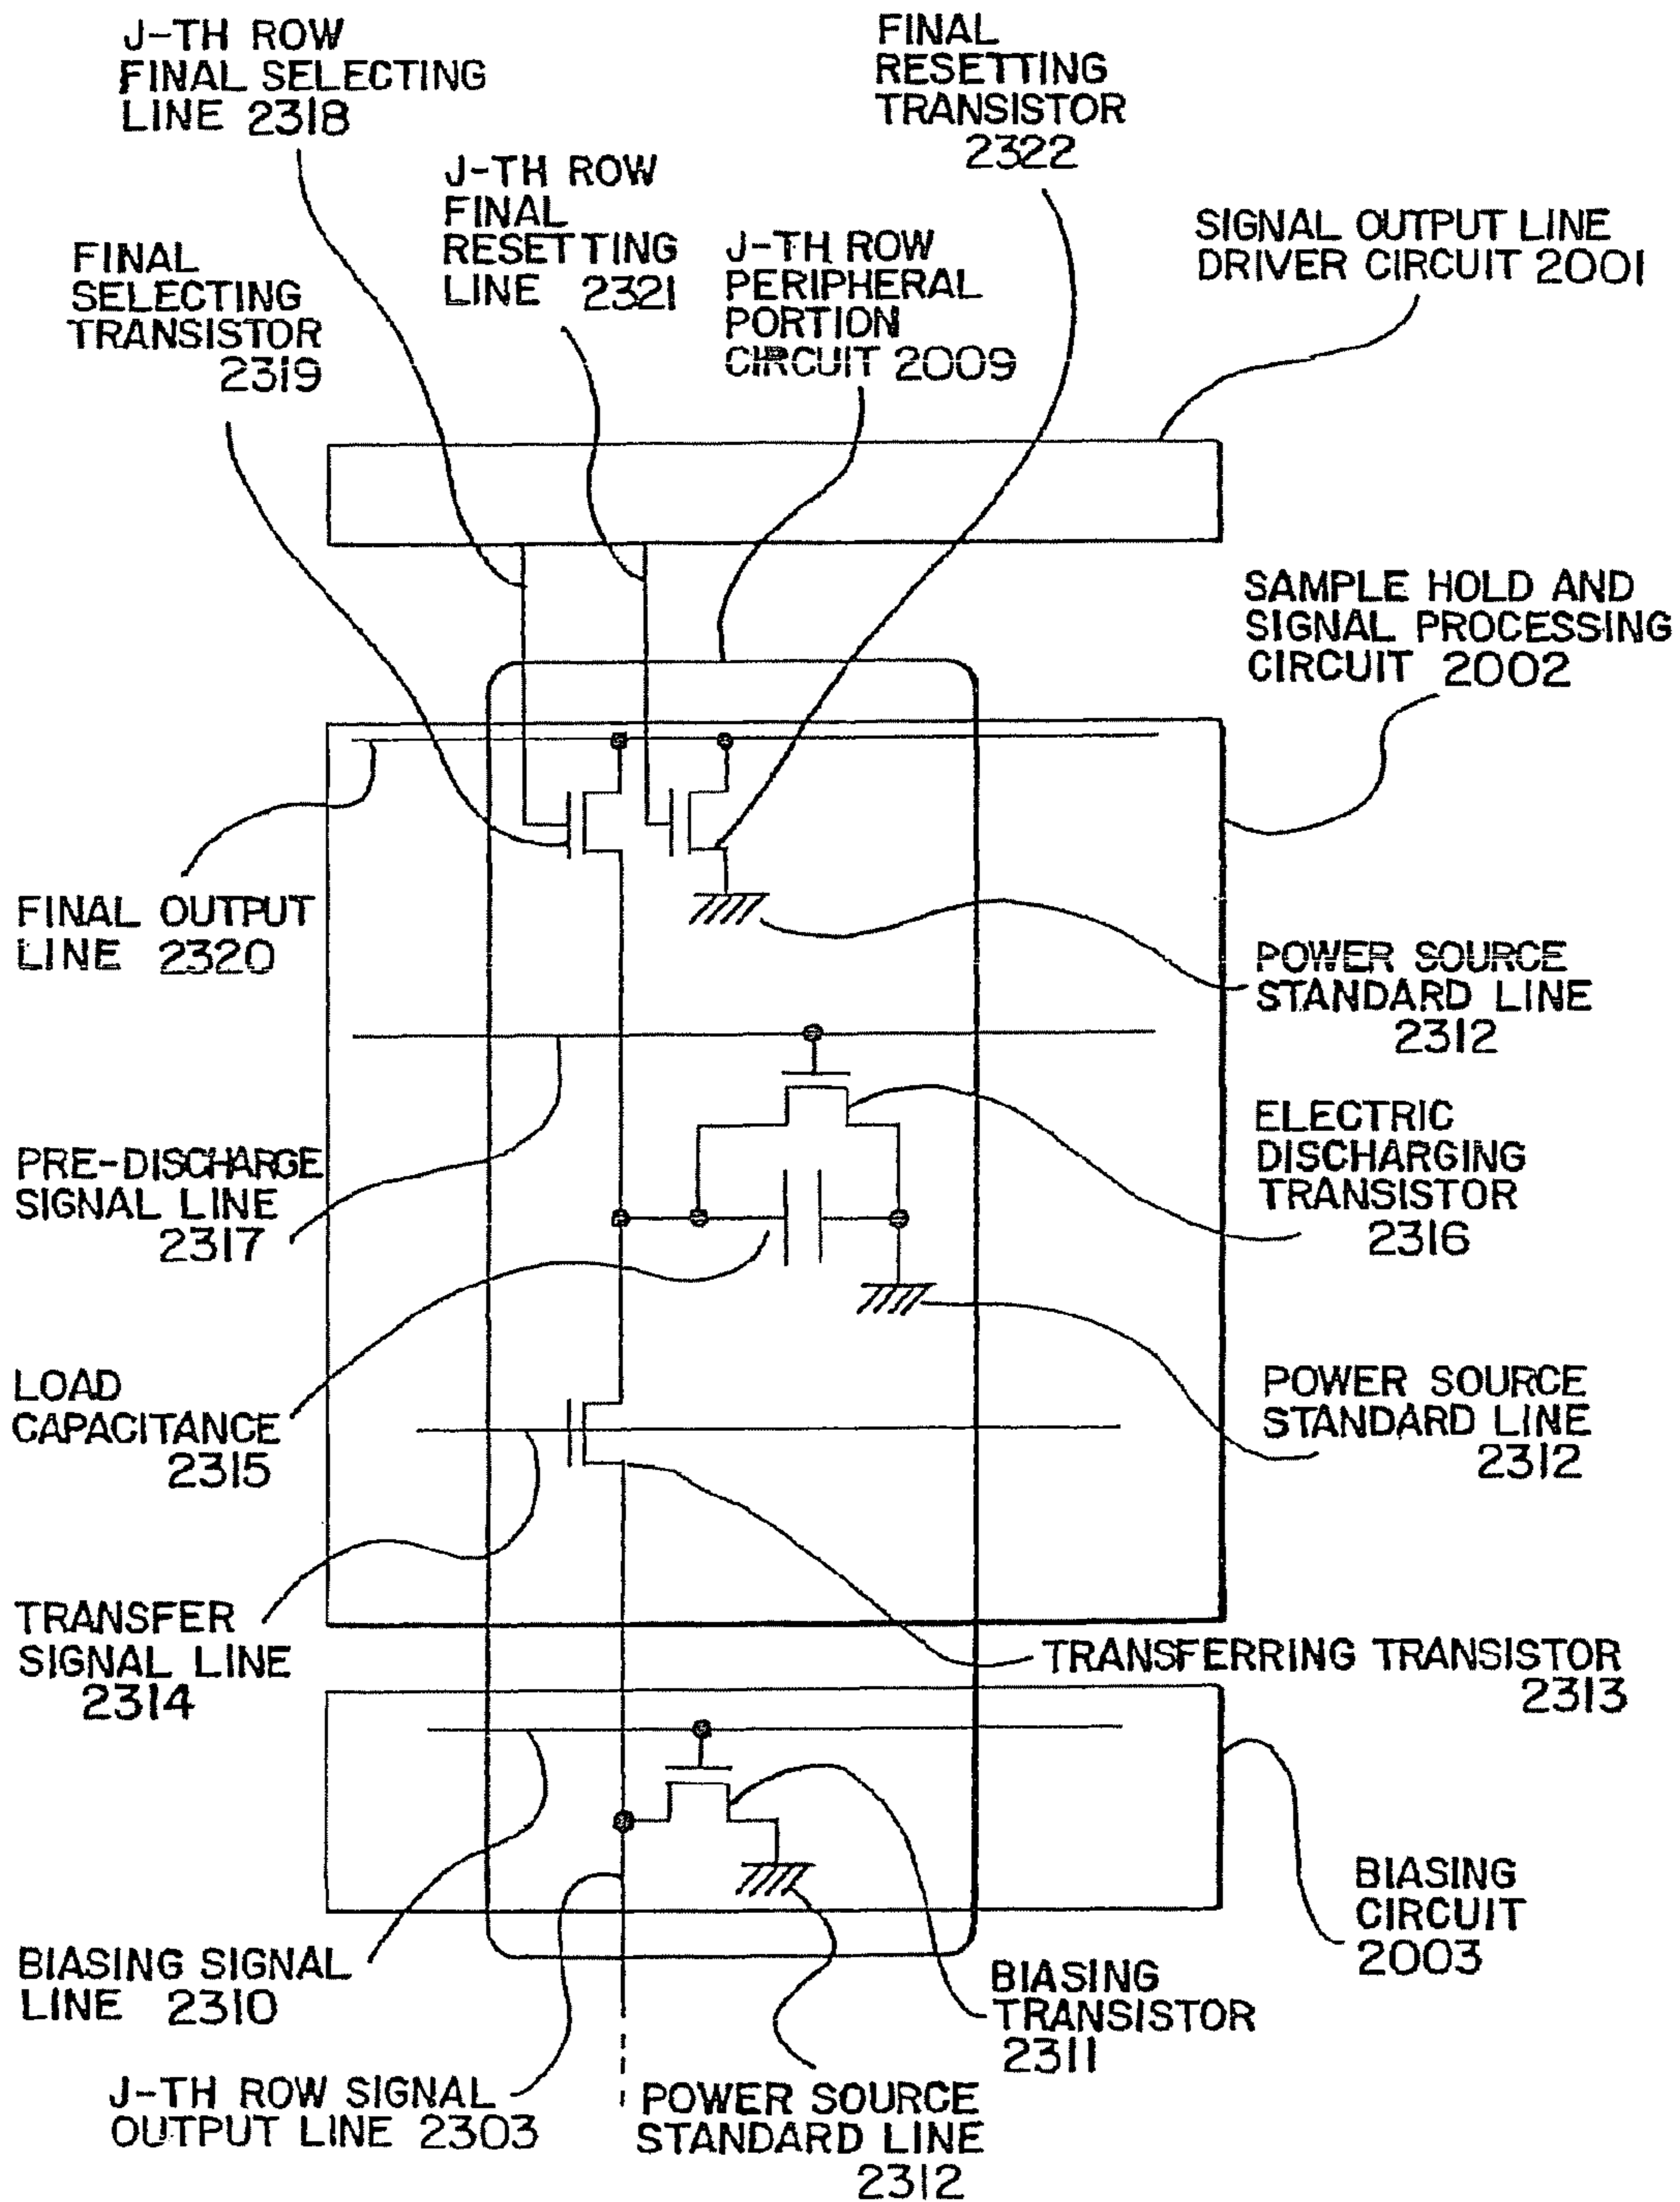 J-TH ROW
FINAL SELECTING
LINE 2318
FINAL
RESETTING
TRANSISTOR
2322
J-TH ROW
FINAL
RESETTING
LINE 2321
SIGNAL OUTPUT LINE
DRIVER CIRCUIT 2001
FINAL
SELECTING
TRANSISTOR
2319
J-TH ROW
PERIPHERAL
PORTION
CIRCUIT 2009
SAMPLE HOLD AND
SIGNAL PROCESSING
CIRCUIT 2002
FINAL OUTPUT
LINE 2320
POWER SOURCE
STANDARD LINE
2312
ELECTRIC
DISCHARGING
TRANSISTOR
2316
PRE-DISCHARGE
SIGNAL LINE
2317
LOAD
CAPACITANCE
2315
POWER SOURCE
STANDARD LINE
2312
TRANSFER
SIGNAL LINE
2314
TRANSFERRING TRANSISTOR
2313
BIASING
CIRCUIT
2003
BIASING SIGNAL
LINE 2310
BIASING
TRANSISTOR
2311
J-TH ROW SIGNAL
OUTPUT LINE 2303
POWER SOURCE
STANDARD LINE
2312